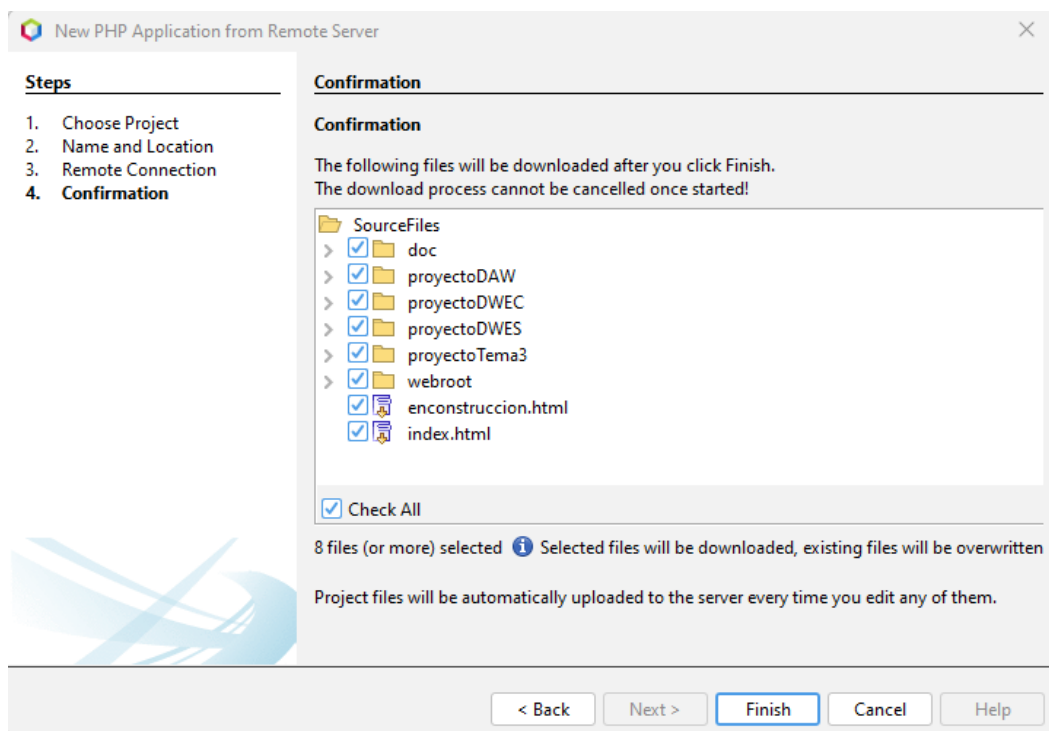 New PHP Application from Remote Server
Steps
1. Choose Project
2. Name and Location
3. Remote Connection
4. Confirmation
Confirmation
Confirmation
The following files will be downloaded after you click Finish.
The download process cannot be cancelled once started!
SourceFiles
doc
proyectoDAW
proyectoDWEC
proyectoDWES
proyectoTema3
webroot
enconstruccion.html
index.html
Check All
8 files (or more) selected Selected files will be downloaded, existing files will be overwritten
Project files will be automatically uploaded to the server every time you edit any of them.
< Back Next > Finish Cancel Help